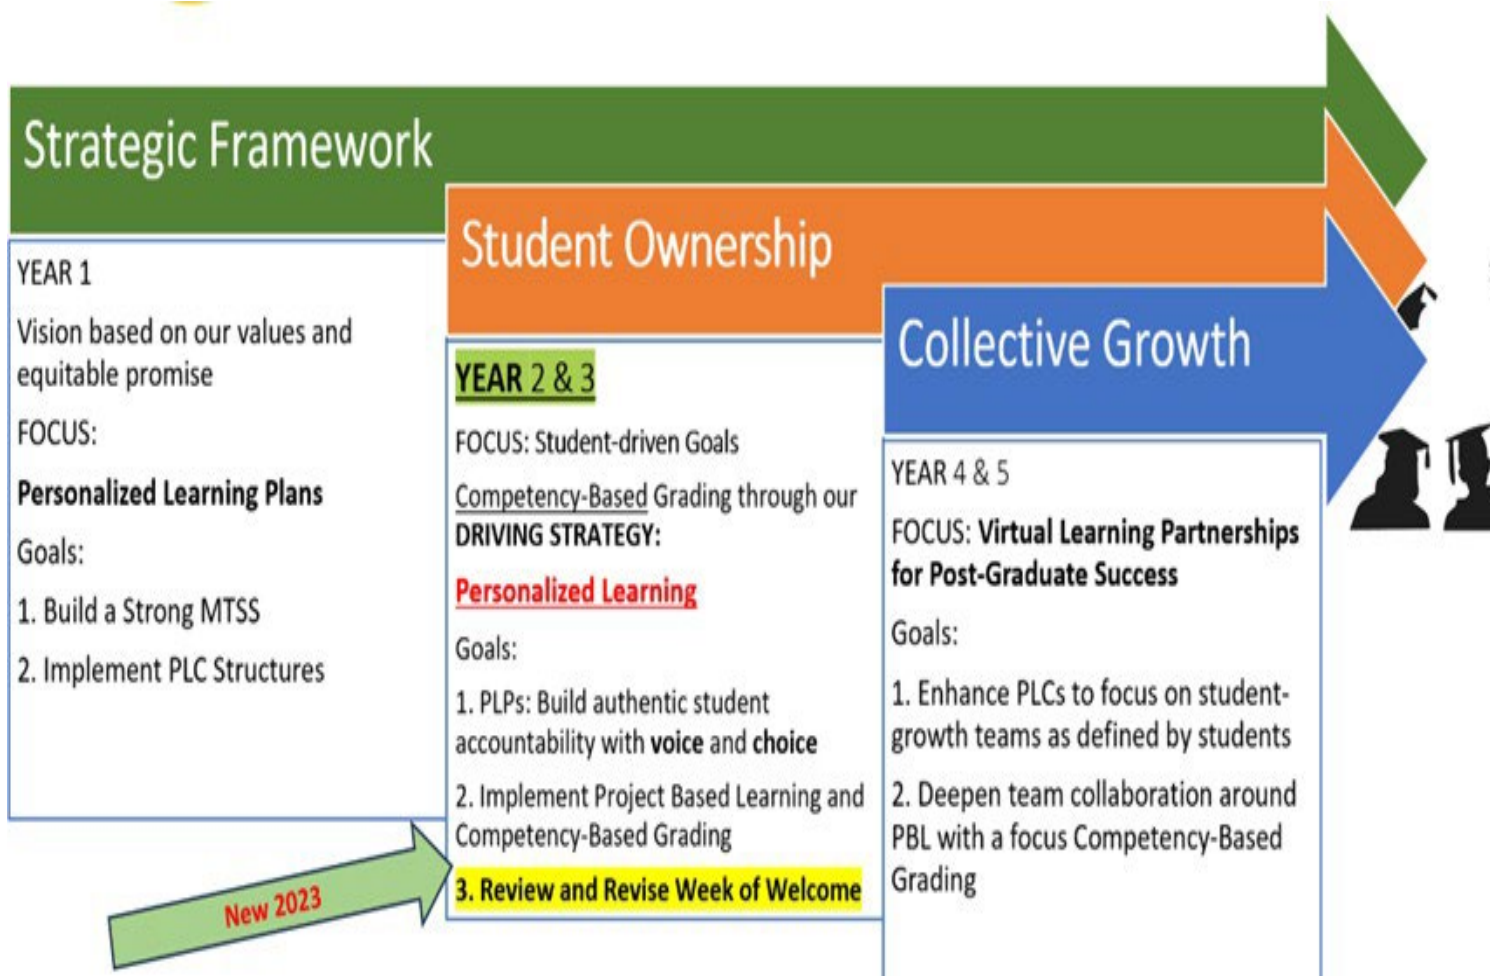 Strategic Framework
YEAR 1
Vision based on our values and
equitable promise
FOCUS:
Personalized Learning Plans
Goals:
1. Build a Strong MTSS
2. Implement PLC Structures
New 2023
Student Ownership
YEAR 2 & 3
FOCUS: Student-driven Goals
Competency-Based Grading through our
DRIVING STRATEGY:
Personalized Learning
Goals:
1. PLPs: Build authentic student
accountability with voice and choice
2. Implement Project Based Learning and
Competency-Based Grading
3. Review and Revise Week of Welcome
Collective Growth
YEAR 4 & 5
FOCUS: Virtual Learning Partnerships
for Post-Graduate Success
Goals:
1. Enhance PLCs to focus on student-
growth teams as defined by students
2. Deepen team collaboration around
PBL with a focus Competency-Based
Grading